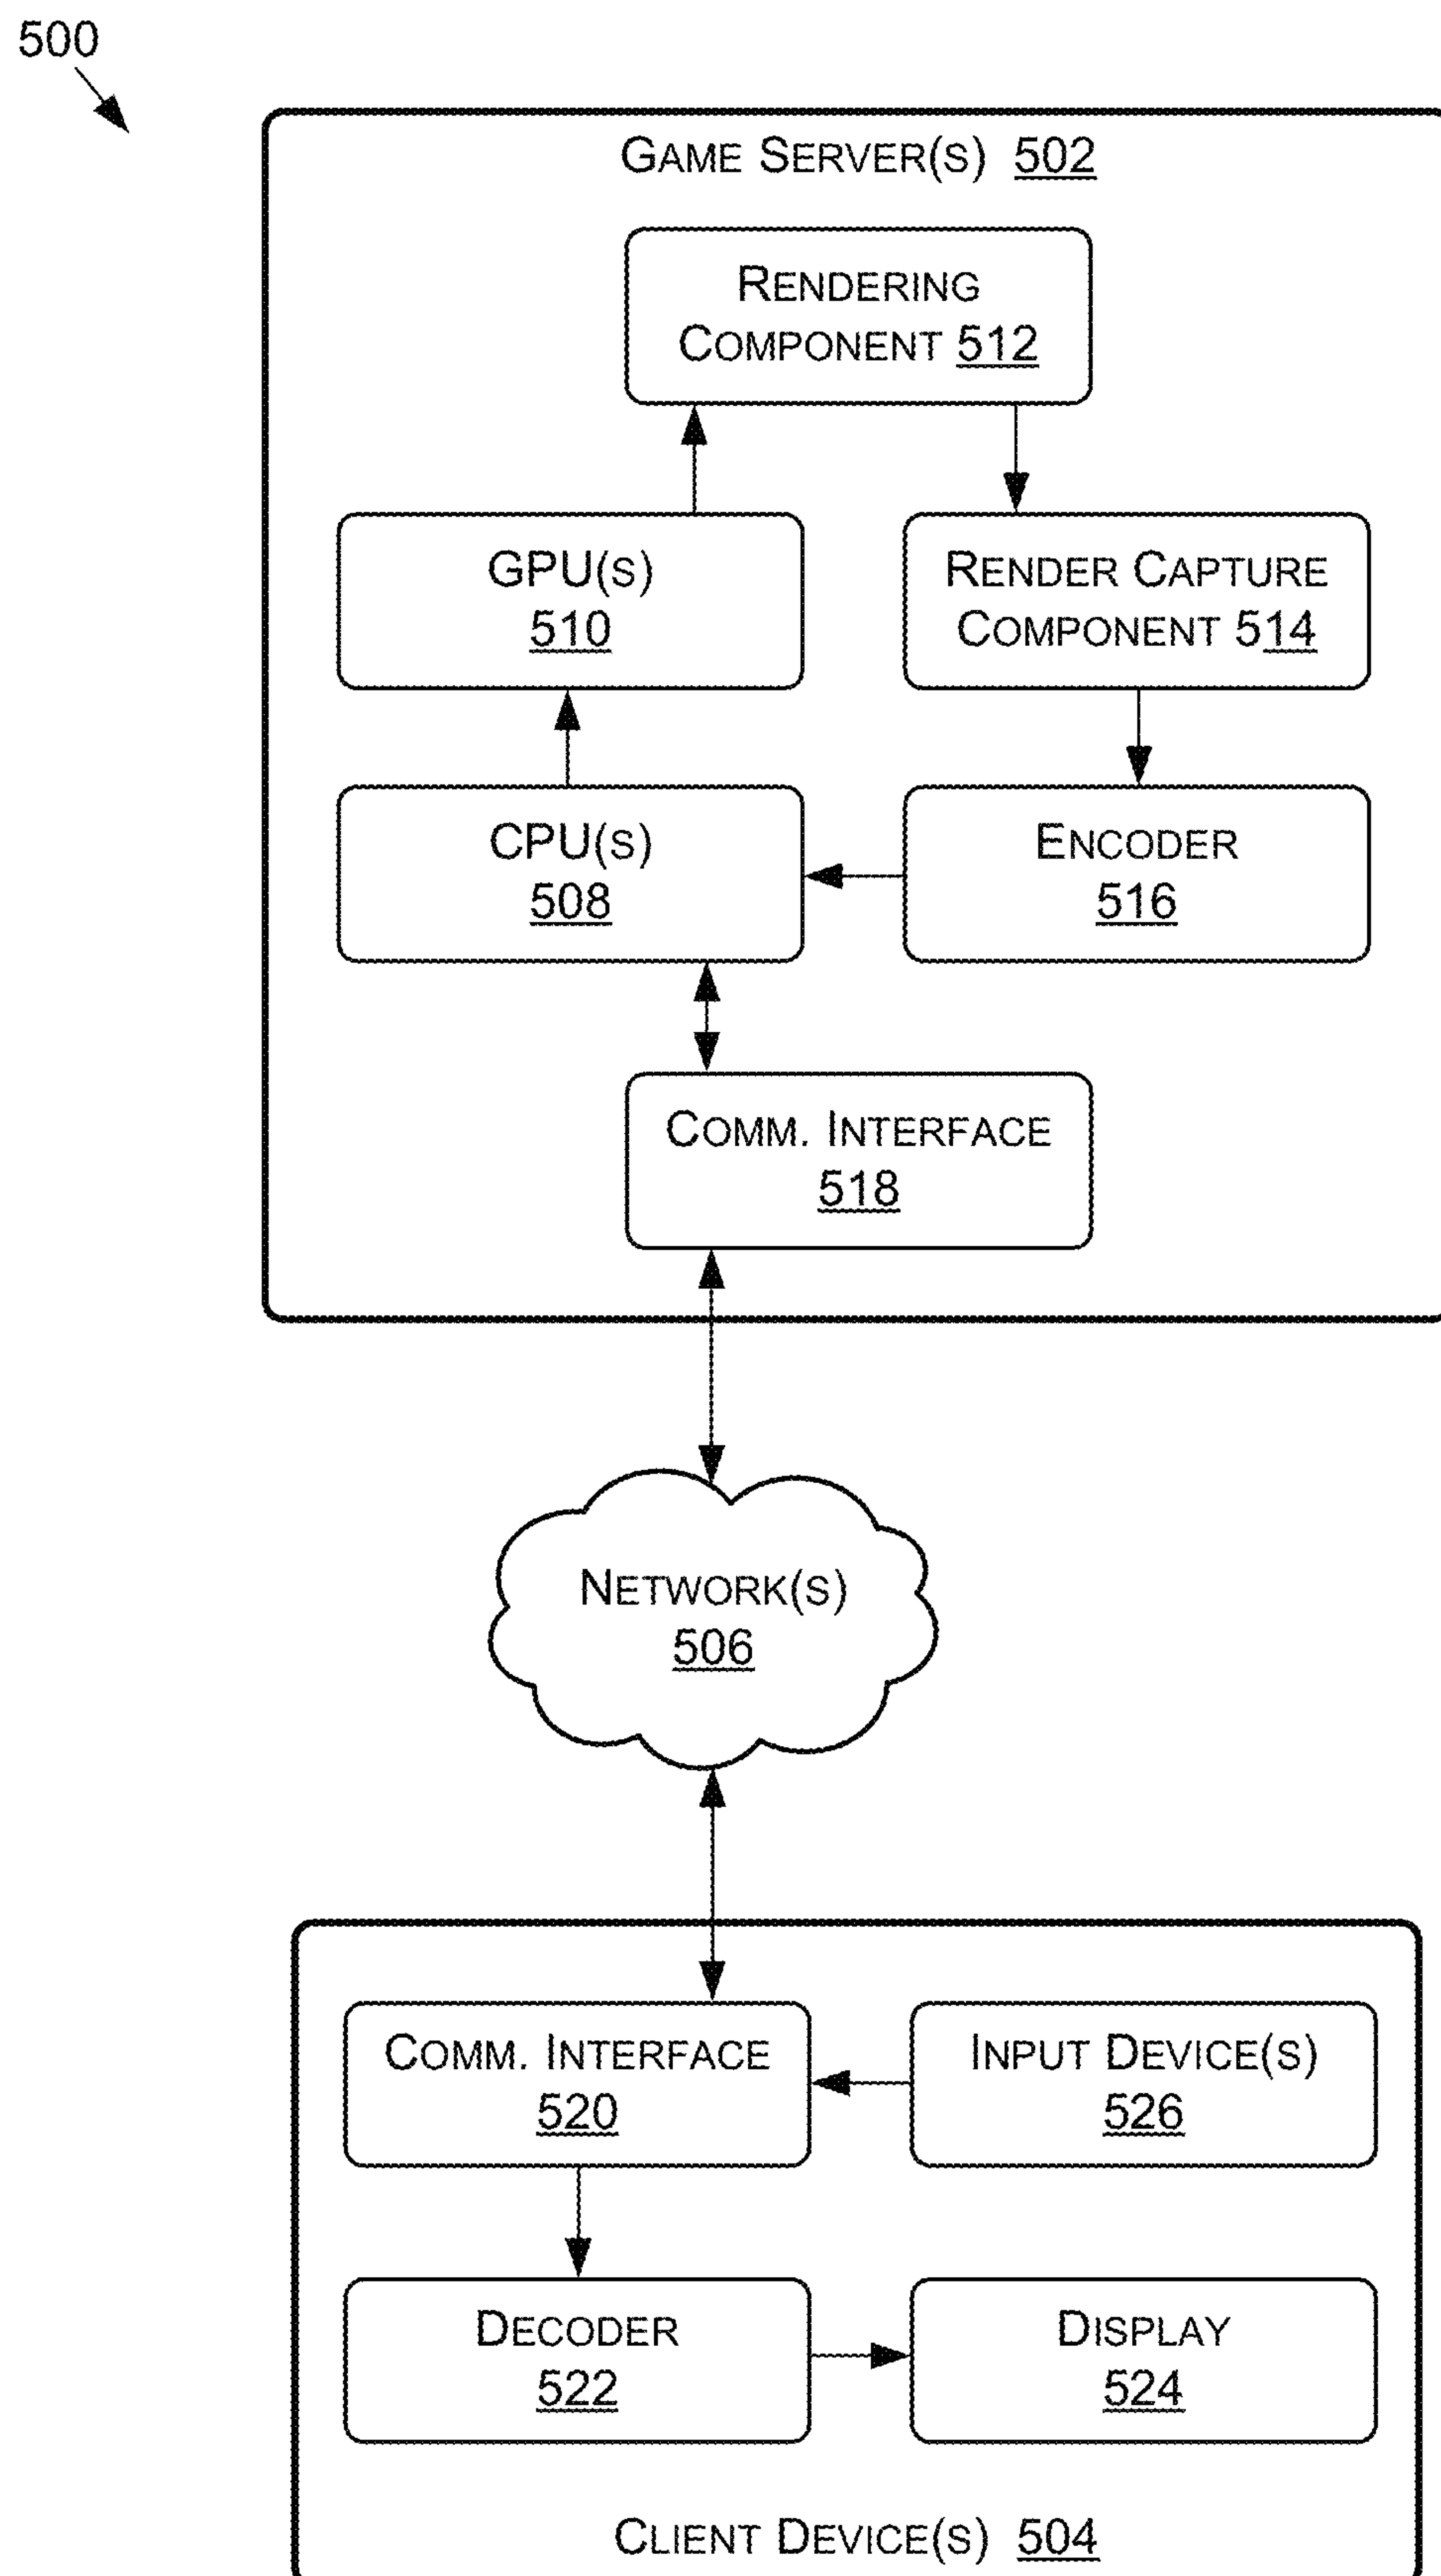 500
GAME SERVER(S) 502
RENDERING
COMPONENT 512
GPU(S)
510
RENDER CAPTURE
COMPONENT 514
CPU(S)
508
ENCODER
516
COMM. INTERFACE
518
NETWORK(S)
506
COMM. INTERFACE
520
INPUT DEVICE(S)
526
DECODER
522
DISPLAY
524
CLIENT DEVICE(S) 504